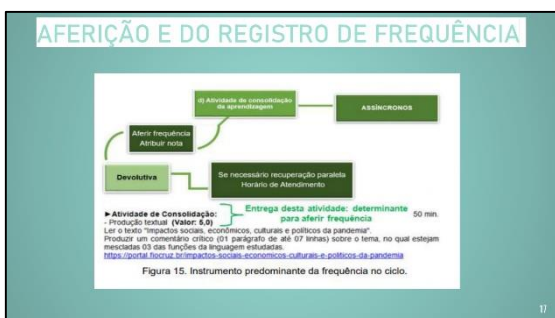 AFERIÇÃO E DO REGISTRO DE FREQUÊNCIA
d) Atividade de consolidação
da aprendizagem
ASSÍNCRONOS
Aferir frequência
Atribuir nota
Devolutiva
Se necessário recuperação paralela
Horário de Atendimento
►Atividade de Consolidação:
- Produção textual (Valor: 5,0)
Entrega desta atividade: determinante
para aferir frequência
50 min.
Ler o texto "Impactos sociais, econômicos, culturais e políticos da pandemia".
Produzir um comentário crítico (01 parágrafo de até 07 linhas) sobre o tema, no qual estejam
mescladas 03 das funções da linguagem estudadas.
https://portal.fiocruz.br/impactos-sociais-economicos-culturais-e-politicos-da-pandemia
Figura 15. Instrumento predominante da frequência no ciclo.
17